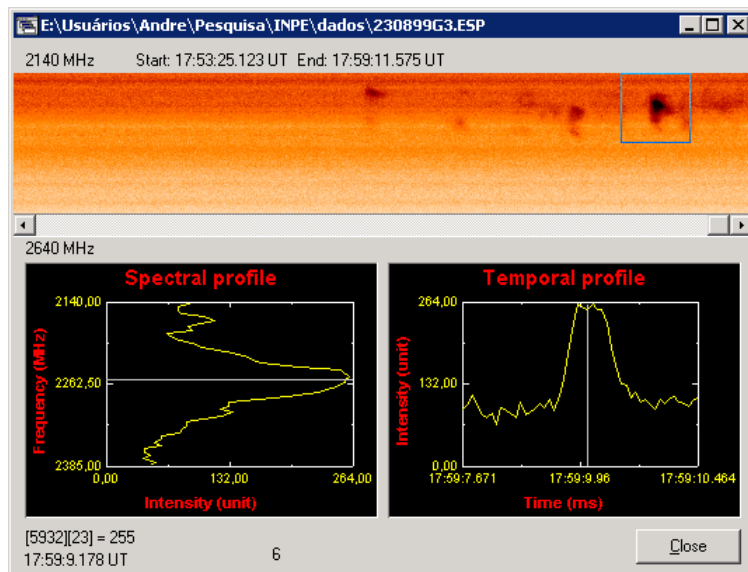 E:\Usuários\Andre\Pesquisa\INPE\dados\230899G3.ESP
2140 MHz Start: 17:53:25.123 UT End: 17:59:11.575 UT
2640 MHz
Spectral profile
2140,00
2262,50
2385,00
Frequency (MHz)
0,00 132,00 264,00
Intensity (unit)
Temporal profile
264,00
132,00
0,00
Intensity (unit)
17:59:7.671 17:59:9.96 17:59:10.464
Time (ms)
[5932][23] = 255
17:59:9.178 UT
6
Close